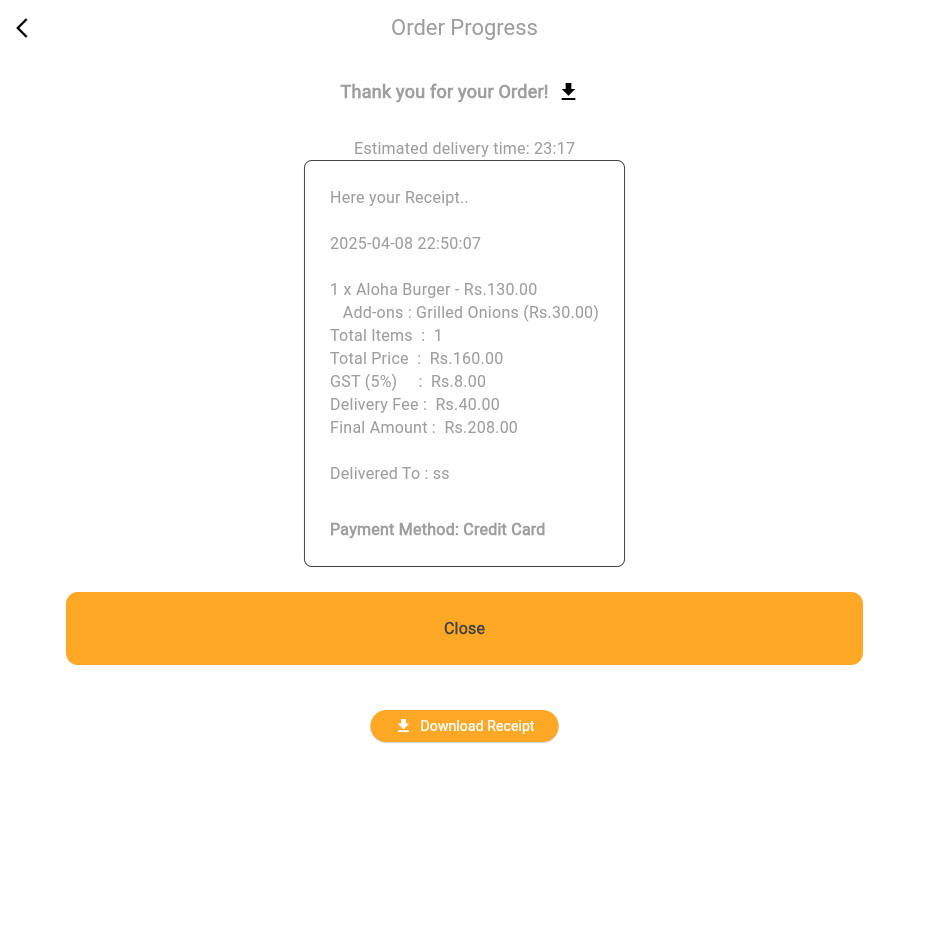 Order Progress
Thank you for your Order!
Estimated delivery time: 23:17
Here your Receipt..
2025-04-08 22:50:07
1 x Aloha Burger - Rs.130.00
Add-ons : Grilled Onions (Rs.30.00)
Total Items  :  1
Total Price  :  Rs.160.00
GST (5%)     :  Rs.8.00
Delivery Fee :  Rs.40.00
Final Amount :  Rs.208.00
Delivered To : ss
Payment Method: Credit Card
Close
Download Receipt